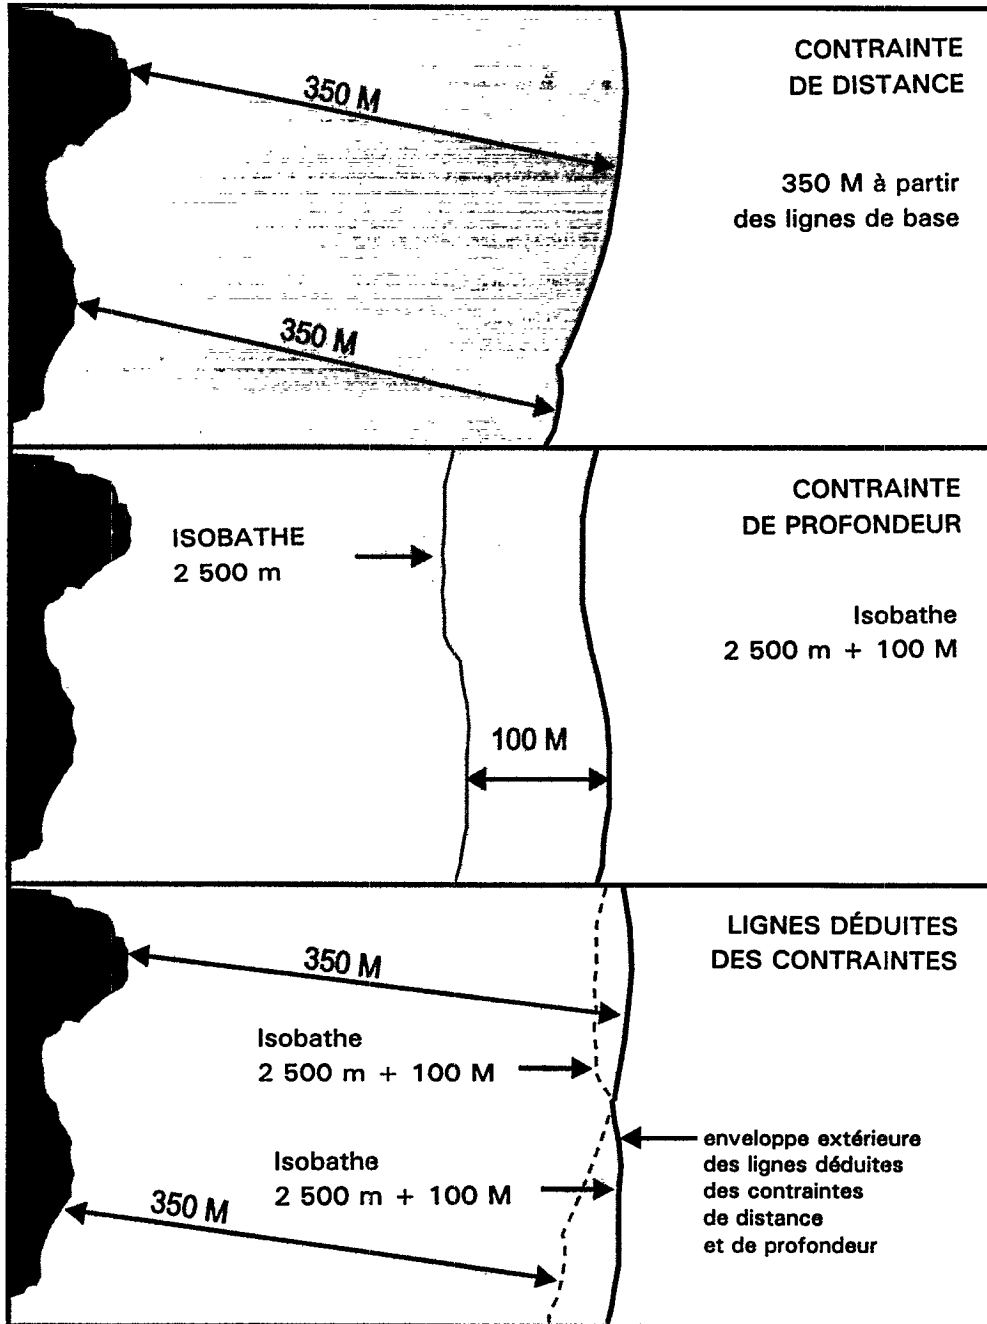 CONTRAINTE
DE DISTANCE
350 M
350 M à partir
des lignes de base
350 M
CONTRAINTE
DE PROFONDEUR
ISOBATHE
2 500 m
Isobathe
2 500 m + 100 M
100 M
LIGNES DÉDUITES
DES CONTRAINTES
350 M
Isobathe
2 500 m + 100 M
enveloppe extérieure
des lignes déduites
des contraintes
de distance
et de profondeur
Isobathe
2 500 m + 100 M
350 M